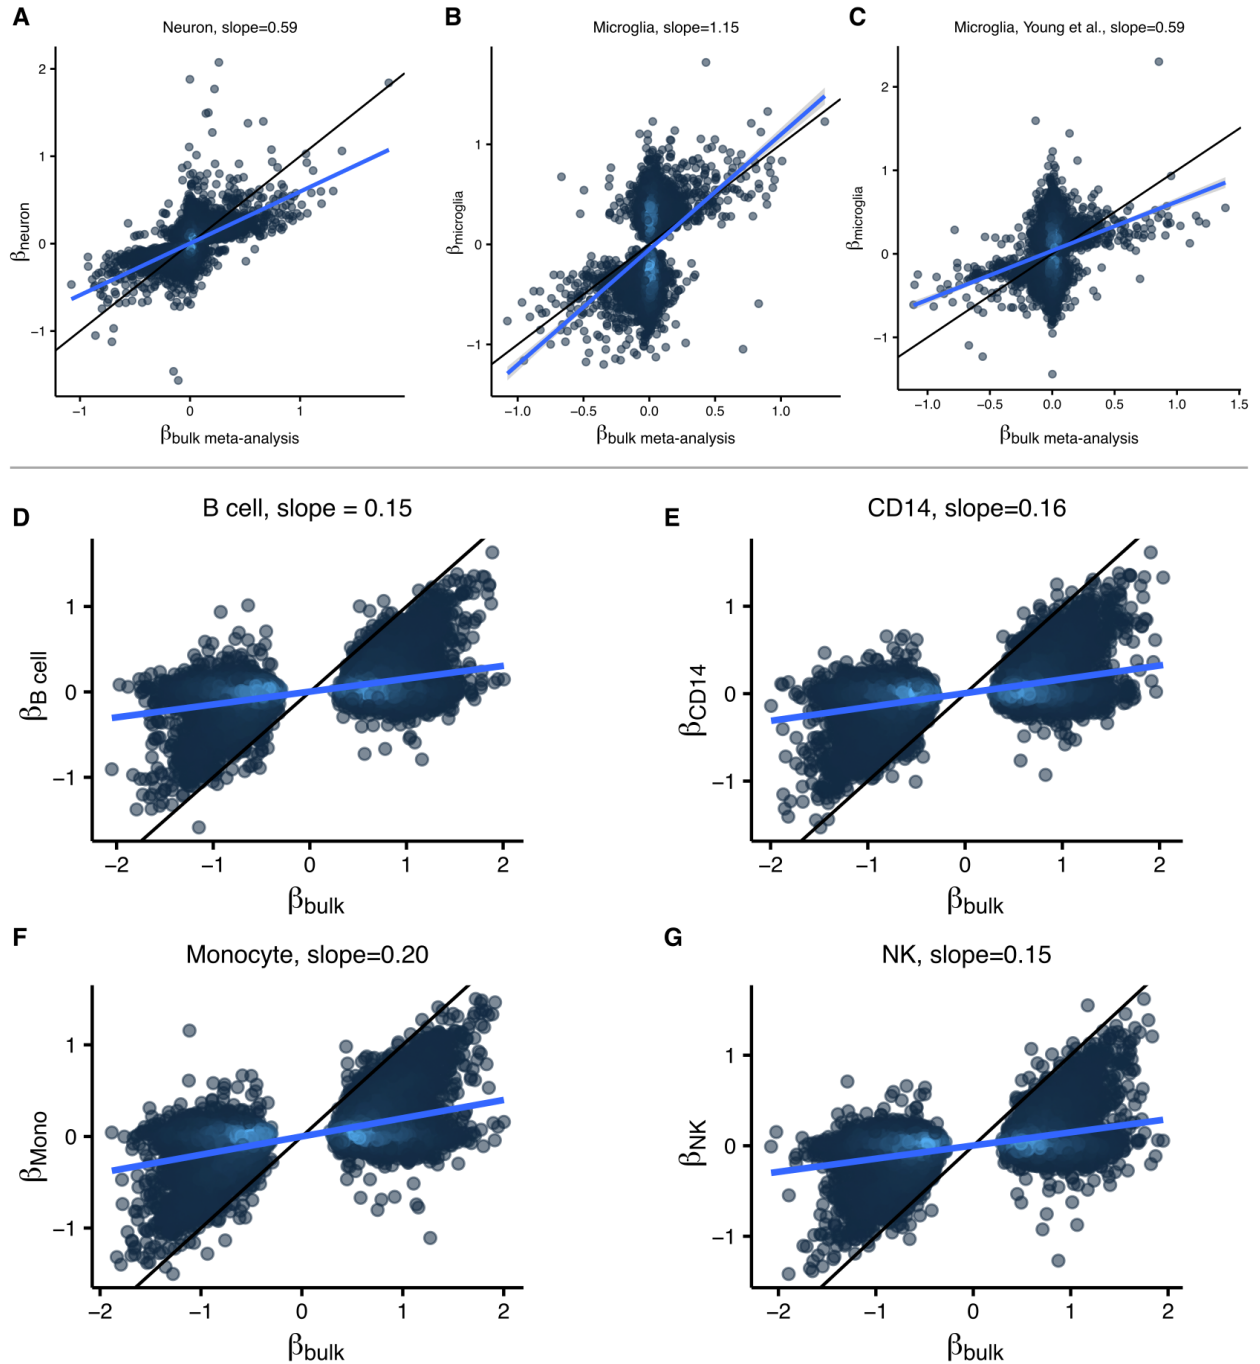 A
Neuron, slope=0.59
2
1
0
−1
βneuron
−1
0
1
βbulk meta-analysis
B
Microglia, slope=1.15
1
0
−1
βmicroglia
−1.0
−0.5
0.0
0.5
1.0
βbulk meta-analysis
C
Microglia, Young et al., slope=0.59
2
1
0
−1
βmicroglia
−1.0
−0.5
0.0
0.5
1.0
1.5
βbulk meta-analysis
D
B cell, slope = 0.15
1
0
−1
βB cell
−2
−1
0
1
2
βbulk
E
CD14, slope=0.16
1
0
−1
βCD14
−2
−1
0
1
2
βbulk
F
Monocyte, slope=0.20
1
0
−1
βMono
−2
−1
0
1
2
βbulk
G
NK, slope=0.15
1
0
−1
βNK
−2
−1
0
1
2
βbulk